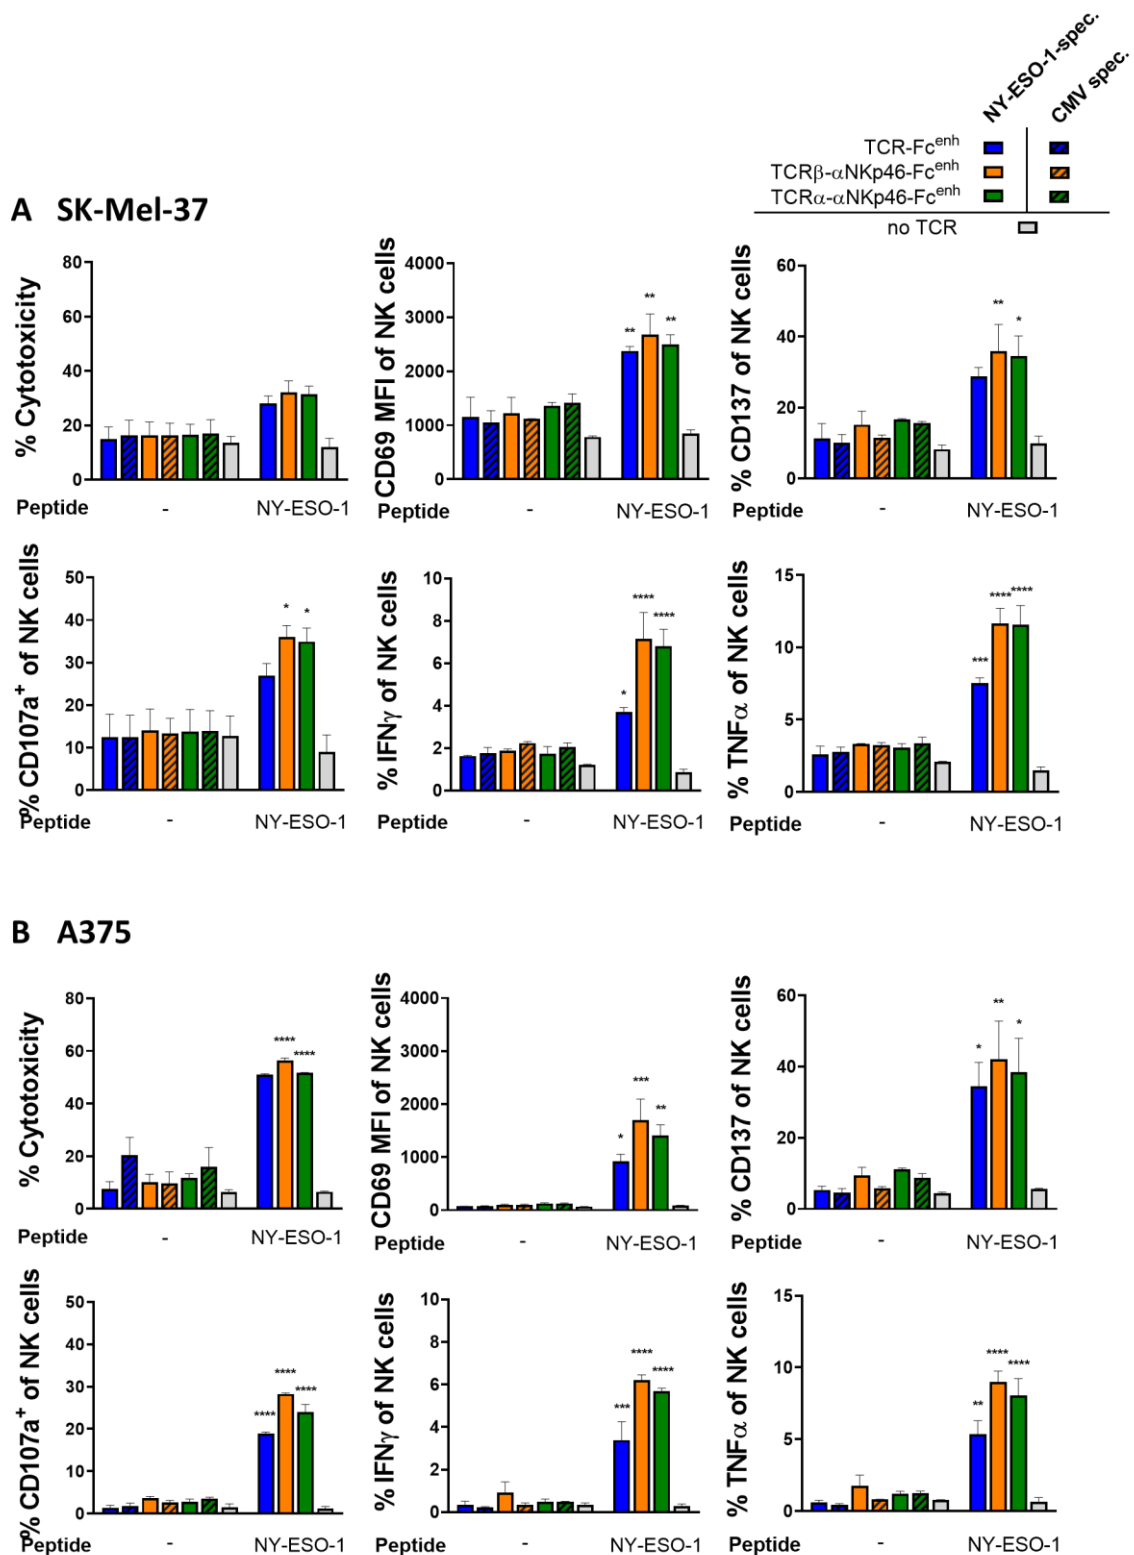 NY-ESO-1-spec.
CMV spec.
TCR-Fcenh
TCRβ-αNKp46-Fcenh
TCRα-αNKp46-Fcenh
no TCR
A SK-Mel-37
% Cytotoxicity
80
60
40
20
0
Peptide - NY-ESO-1
CD69 MFI of NK cells
4000
3000
2000
1000
0
** ** **
Peptide - NY-ESO-1
% CD137 of NK cells
60
40
20
0
** *
Peptide - NY-ESO-1
% CD107a+ of NK cells
50
40
30
20
10
0
* *
Peptide - NY-ESO-1
% IFNγ of NK cells
10
8
6
4
2
0
* **** ****
Peptide - NY-ESO-1
% TNFα of NK cells
15
10
5
0
*** **** ****
Peptide - NY-ESO-1
B A375
% Cytotoxicity
80
60
40
20
0
**** ****
Peptide - NY-ESO-1
CD69 MFI of NK cells
4000
3000
2000
1000
0
* *** **
Peptide - NY-ESO-1
% CD137 of NK cells
60
40
20
0
* ** *
Peptide - NY-ESO-1
% CD107a+ of NK cells
50
40
30
20
10
0
**** **** ****
Peptide - NY-ESO-1
% IFNγ of NK cells
10
8
6
4
2
0
*** **** ****
Peptide - NY-ESO-1
% TNFα of NK cells
15
10
5
0
** **** ****
Peptide - NY-ESO-1